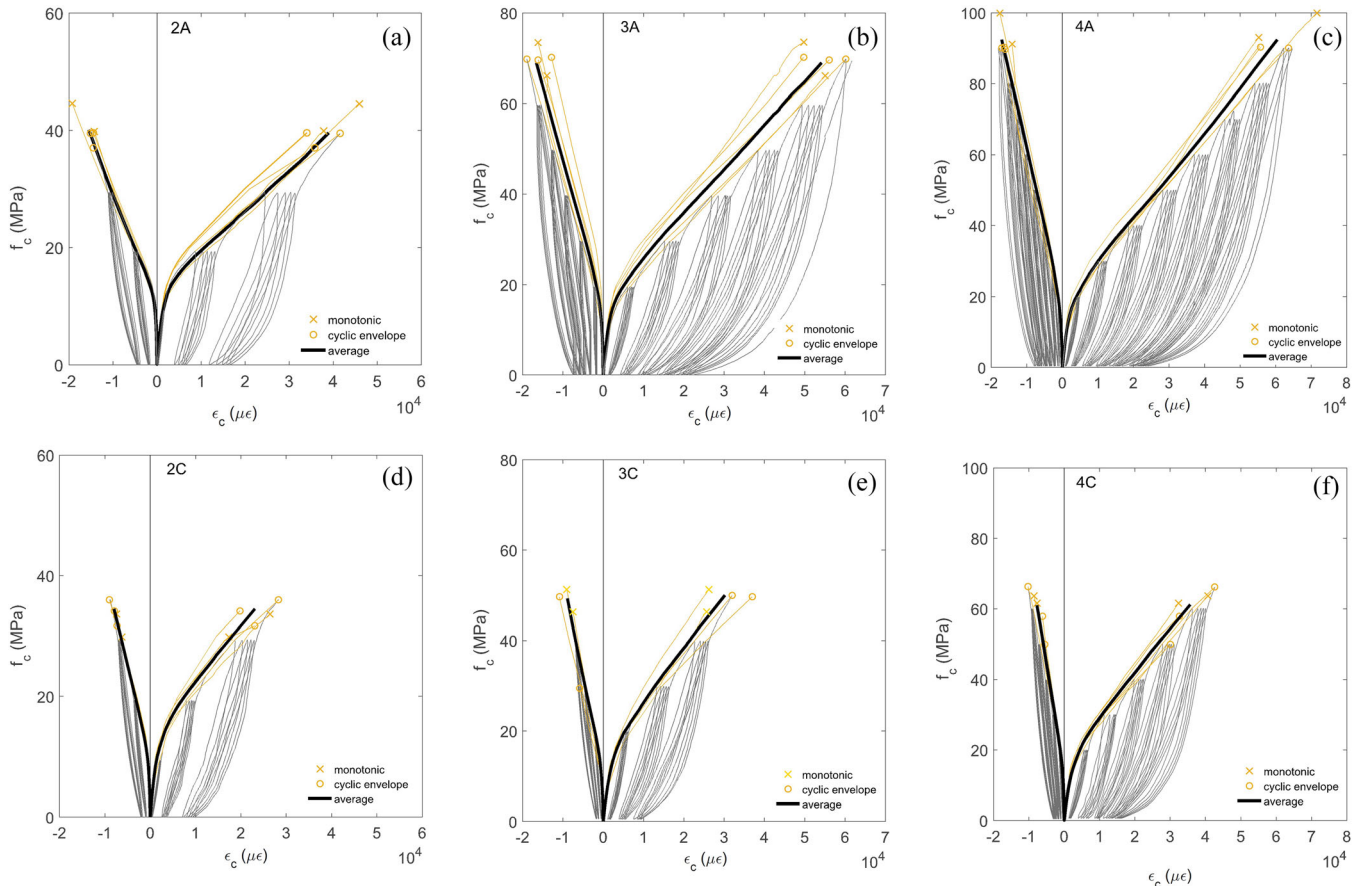 2A
(a)
60
40
20
0
f_c (MPa)
monotonic
cyclic envelope
average
-2 -1 0 1 2 3 4 5 6
10^4
ϵ_c (με)
3A
(b)
80
60
40
20
0
f_c (MPa)
monotonic
cyclic envelope
average
-2 -1 0 1 2 3 4 5 6 7
10^4
ϵ_c (με)
4A
(c)
100
80
60
40
20
0
f_c (MPa)
monotonic
cyclic envelope
average
-2 -1 0 1 2 3 4 5 6 7 8
10^4
ϵ_c (με)
2C
(d)
60
40
20
0
f_c (MPa)
monotonic
cyclic envelope
average
-2 -1 0 1 2 3 4 5 6
10^4
ϵ_c (με)
3C
(e)
80
60
40
20
0
f_c (MPa)
monotonic
cyclic envelope
average
-2 -1 0 1 2 3 4 5 6 7
10^4
ϵ_c (με)
4C
(f)
100
80
60
40
20
0
f_c (MPa)
monotonic
cyclic envelope
average
-2 -1 0 1 2 3 4 5 6 7 8
10^4
ϵ_c (με)